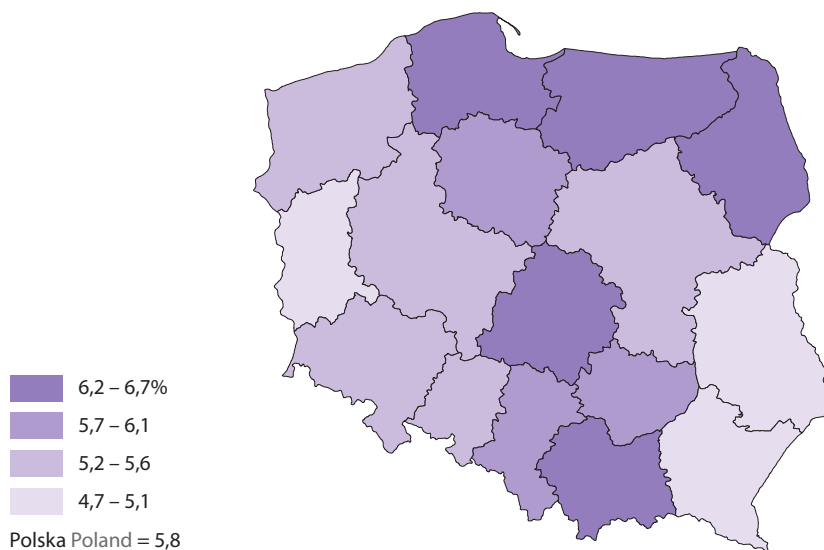 6,2 – 6,7%
5,7 – 6,1
5,2 – 5,6
4,7 – 5,1
Polska Poland = 5,8